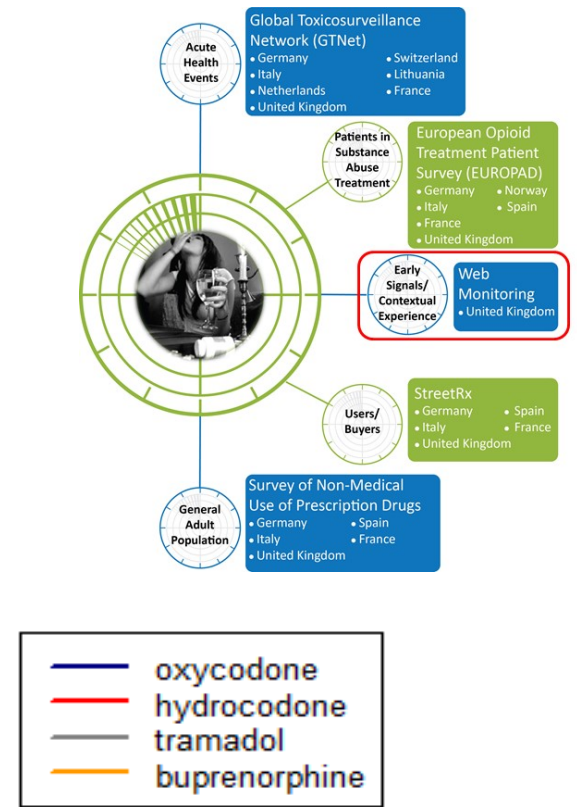 Acute
Health
Events
Global Toxicosurveillance
Network (GTNet)
• Germany
• Italy
• Netherlands
• United Kingdom
• Switzerland
• Lithuania
• France
Patients in
Substance
Abuse
Treatment
European Opioid
Treatment Patient
Survey (EUROPAD)
• Germany
• Italy
• France
• United Kingdom
• Norway
• Spain
Early
Signals/
Contextual
Experience
Web
Monitoring
• United Kingdom
Users/
Buyers
StreetRx
• Germany
• Italy
• United Kingdom
• Spain
• France
General
Adult
Population
Survey of Non-Medical
Use of Prescription Drugs
• Germany
• Italy
• United Kingdom
• Spain
• France
oxycodone
hydrocodone
tramadol
buprenorphine